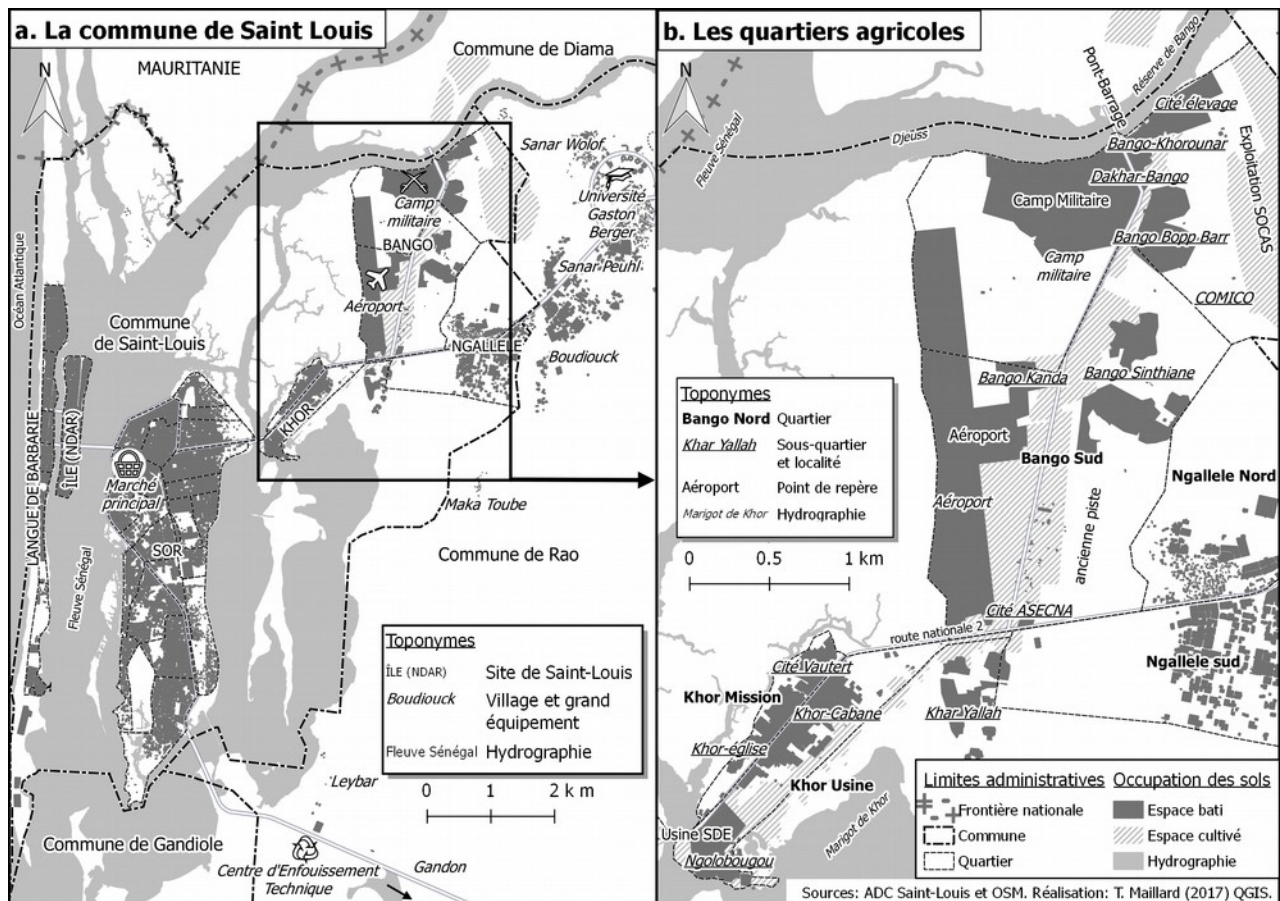 a. La commune de Saint Louis
N
MAURITANIE
Commune de Diama
Océan Atlantique
Commune
de Saint-Louis
LANGUE DE BARBARIE
ÎLE (NDAR)
Marché
principal
SOR
Fleuve Sénégal
KHOR
Camp
militaire
BANGO
Aéroport
NGALLELE
Sanar Wolof
Université
Gaston
Berger
Sanar Peuhl
Boudiouck
Maka Toube
Commune de Rao
Toponymes
ÎLE (NDAR) Site de Saint-Louis
Boudiouck Village et grand
équipement
Fleuve Sénégal Hydrographie
0 1 2 k m
Leybar
Commune de Gandiole
Centre d'Enfouissement
Technique
Gandon
b. Les quartiers agricoles
N
Fleuve Sénégal
Djeuss
Pont-Barrage
Réserve de Bango
Cité élevage
Bango-Khorounar
Dakhar-Bango
Camp Militaire
Bango Bopp Barr
Camp
militaire
Exploitation SOCAS
COMICO
Bango Kanda
Bango Sinthiane
Toponymes
Bango Nord Quartier
Khar Yallah Sous-quartier
et localité
Aéroport Point de repère
Marigot de Khor Hydrographie
0 0.5 1 km
Aéroport
Bango Sud
Ngallele Nord
Aéroport
ancienne piste
Cité ASECNA
route nationale 2
Cité Vautert
Ngallele sud
Khor Mission
Khor-Cabane
Khar Yallah
Khor-église
Khor Usine
Marigot de Khor
Usine SDE
Ngolobougou
Limites administratives Occupation des sols
Frontière nationale Espace bati
Commune Espace cultivé
Quartier Hydrographie
Sources: ADC Saint-Louis et OSM. Réalisation: T. Maillard (2017) QGIS.